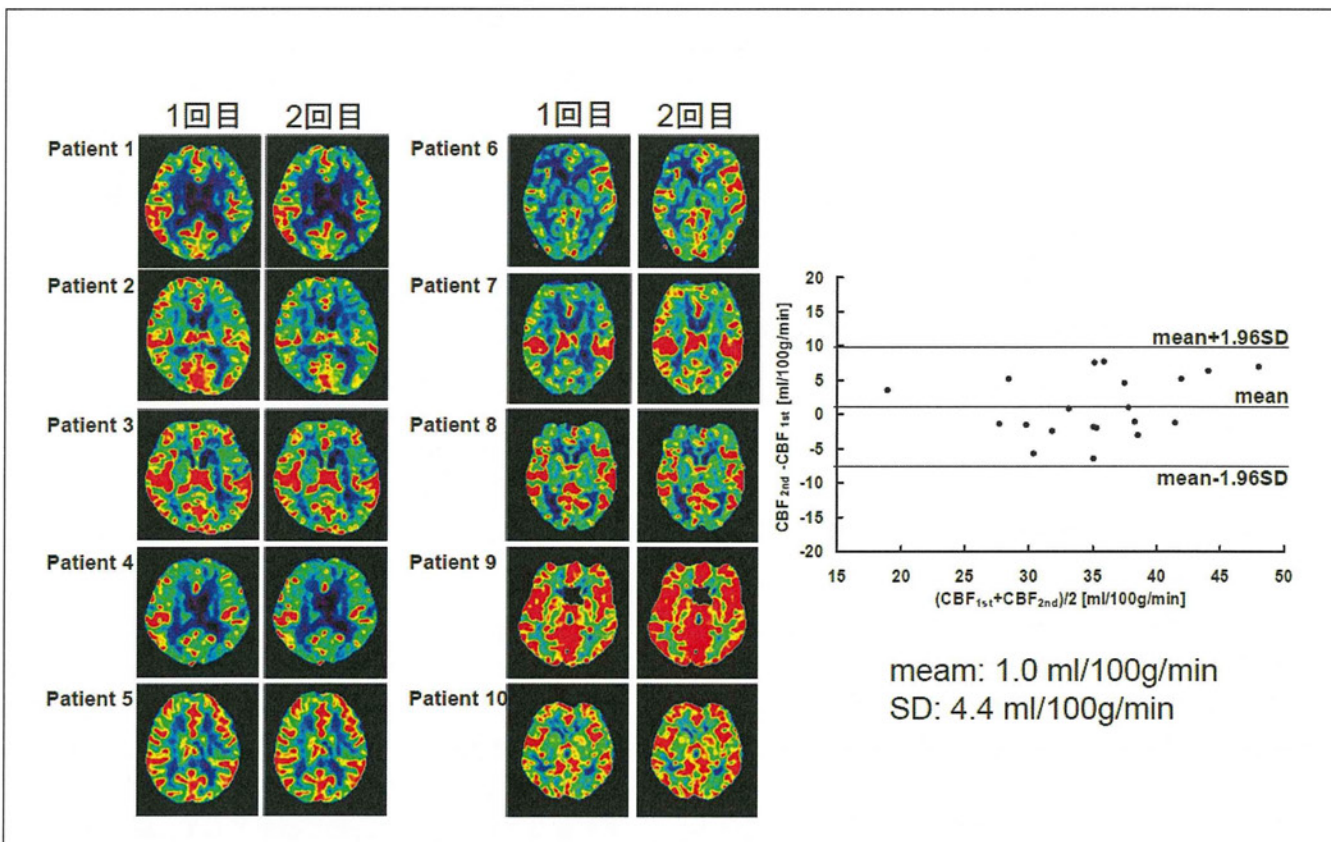 1回目 2回目
Patient 1
Patient 2
Patient 3
Patient 4
Patient 5
1回目 2回目
Patient 6
Patient 7
Patient 8
Patient 9
Patient 10
CBF2nd -CBF1st [ml/100g/min]
20
15
10
5
0
-5
-10
-15
-20
mean+1.96SD
mean
mean-1.96SD
15 20 25 30 35 40 45 50
(CBF1st+CBF2nd)/2 [ml/100g/min]
meam: 1.0 ml/100g/min
SD: 4.4 ml/100g/min